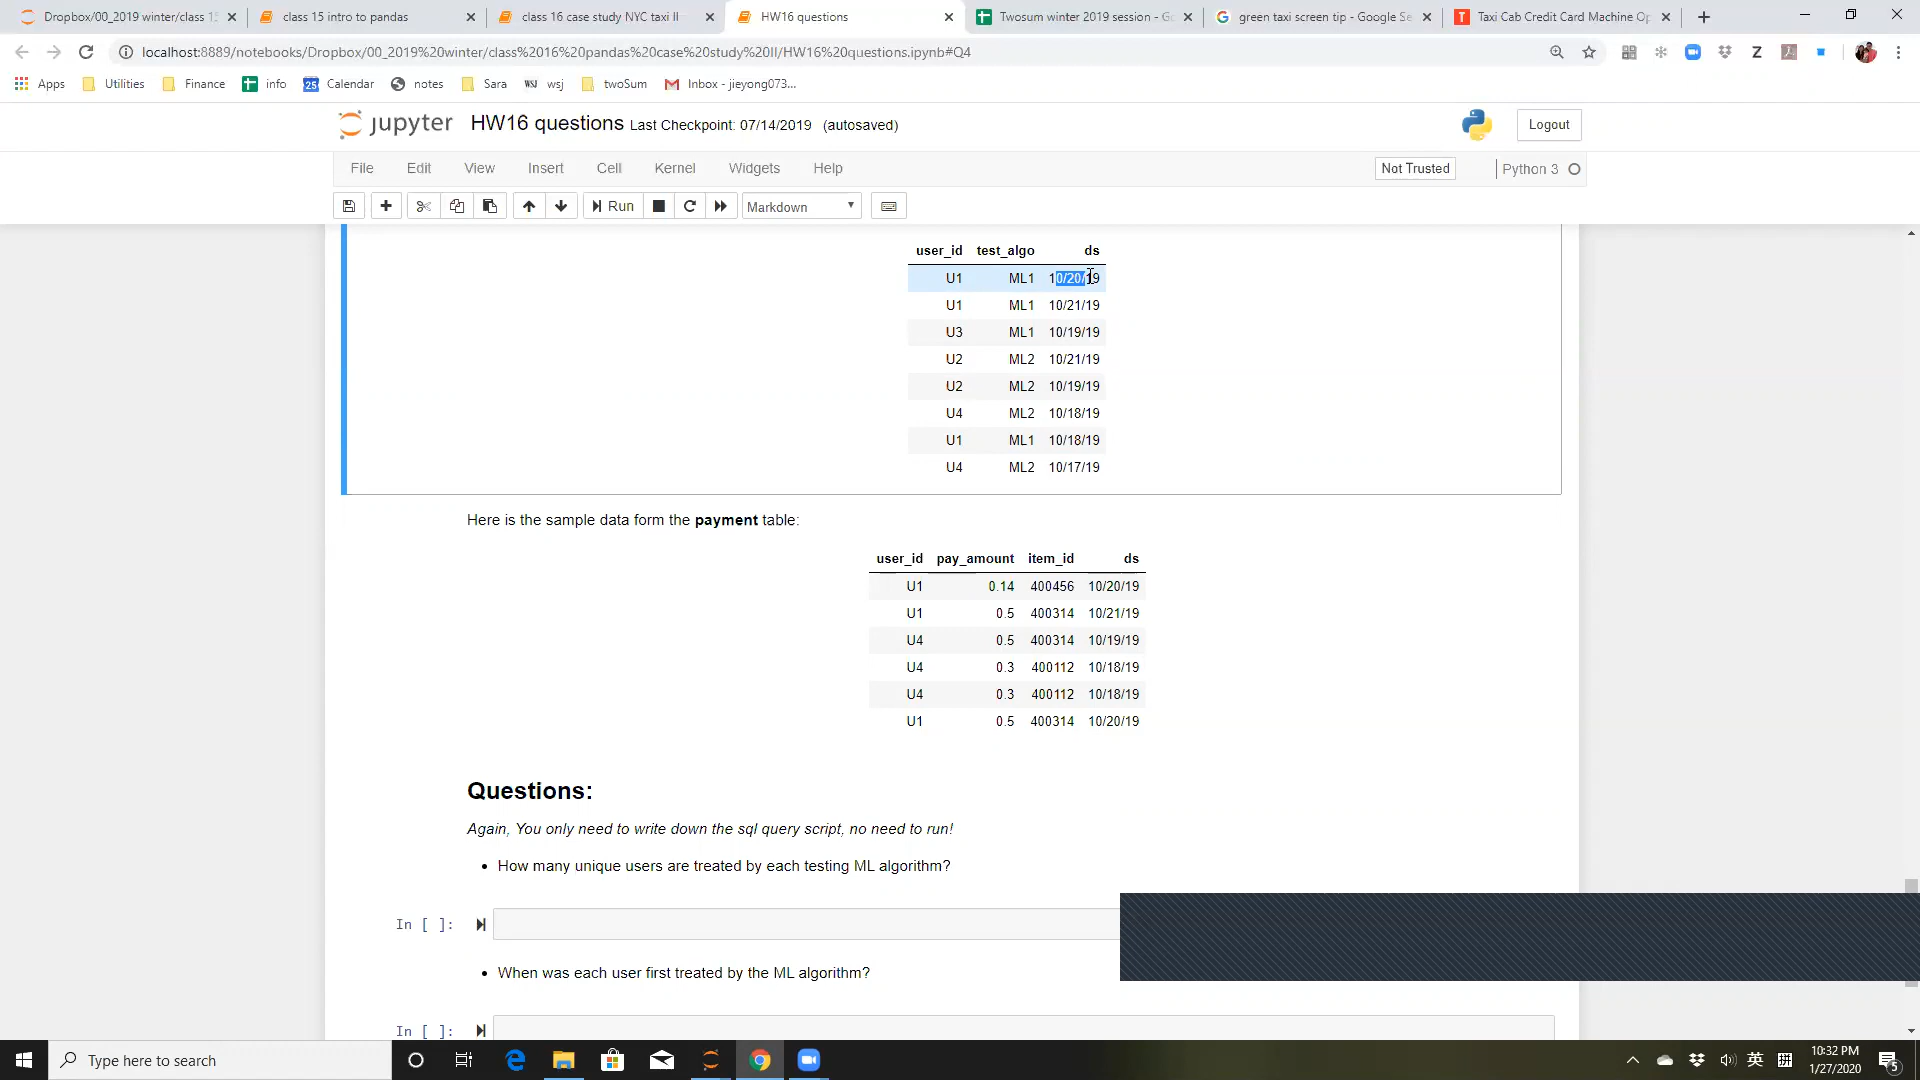 Dropbox/00_2019 winter/class 15
class 15 intro to pandas
class 16 case study NYC taxi II
HW16 questions
Twosum winter 2019 session - Go
green taxi screen tip - Google Se
Taxi Cab Credit Card Machine Op
localhost:8889/notebooks/Dropbox/00_2019%20winter/class%2016%20pandas%20case%20study%20II/HW16%20questions.ipynb#Q4
Apps Utilities Finance info Calendar notes Sara wsj twoSum Inbox - jieyong073...
jupyter HW16 questions Last Checkpoint: 07/14/2019 (autosaved) Logout
File Edit View Insert Cell Kernel Widgets Help Not Trusted Python 3
Run Markdown
user_id test_algo ds
U1 ML1 10/20/19
U1 ML1 10/21/19
U3 ML1 10/19/19
U2 ML2 10/21/19
U2 ML2 10/19/19
U4 ML2 10/18/19
U1 ML1 10/18/19
U4 ML2 10/17/19
Here is the sample data form the payment table:
user_id pay_amount item_id ds
U1 0.14 400456 10/20/19
U1 0.5 400314 10/21/19
U4 0.5 400314 10/19/19
U4 0.3 400112 10/18/19
U4 0.3 400112 10/18/19
U1 0.5 400314 10/20/19
Questions:
Again, You only need to write down the sql query script, no need to run!
• How many unique users are treated by each testing ML algorithm?
In [ ]:
• When was each user first treated by the ML algorithm?
In [ ]:
Type here to search
英
拼
10:32 PM
1/27/2020
5